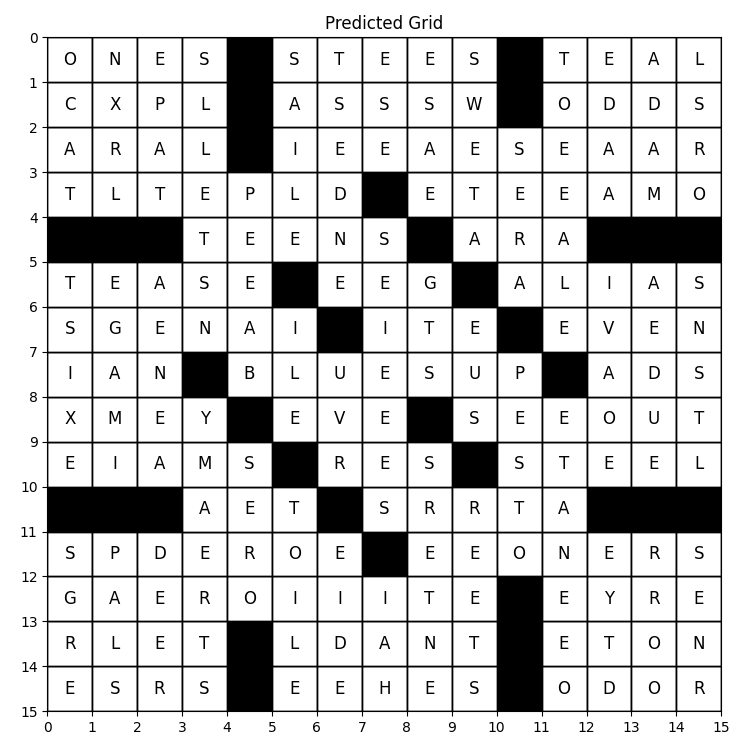 Predicted Grid
0 O N E S S T E E S T E A L
1 C X P L A S S S W O D D S
2 A R A L I E E A E S E A A R
3 T L T E P L D E T E E A M O
4 T E E N S A R A
5 T E A S E E E G A L I A S
6 S G E N A I I T E E V E N
7 I A N B L U E S U P A D S
8 X M E Y E V E S E E O U T
9 E I A M S R E S S T E E L
10 A E T S R R T A
11 S P D E R O E E E O N E R S
12 G A E R O I I I T E E Y R E
13 R L E T L D A N T E T O N
14 E S R S E E H E S O D O R
15
0 1 2 3 4 5 6 7 8 9 10 11 12 13 14 15